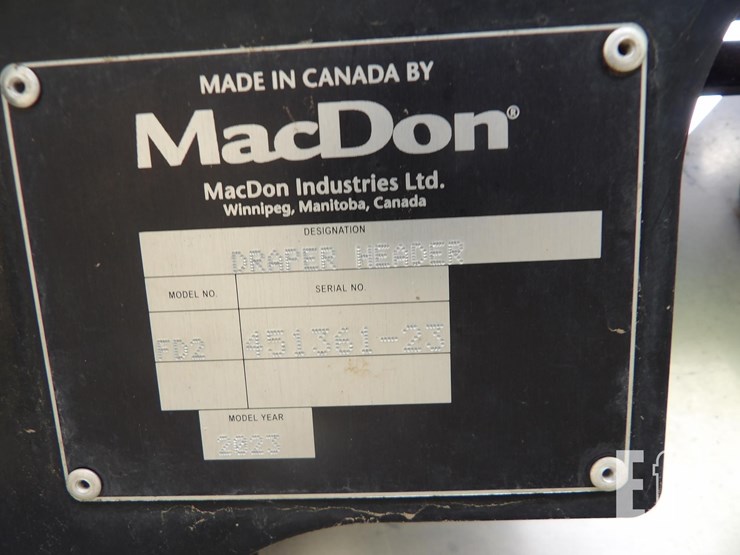 MADE IN CANADA BY
MacDon®
MacDon Industries Ltd.
Winnipeg, Manitoba, Canada
DESIGNATION
DRAPER HEADER
MODEL NO. SERIAL NO.
FD2 451361-23
MODEL YEAR
2023
E